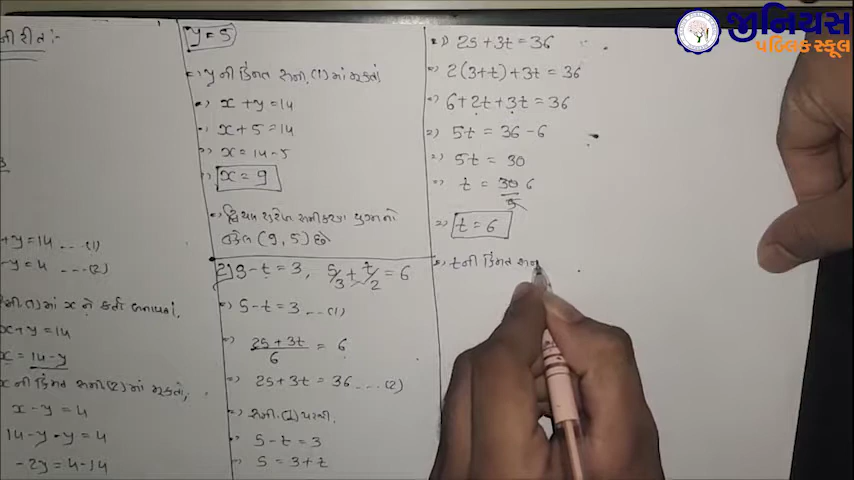 ની રીત:-
+y = 14 ... (1)
-y = 4 ... (2)
માં x ને કર્તા બનાવતાં,
x+y = 14
x = 14-y
x ની કિંમત સમી.(2) માં મૂકતાં,
x - y = 4
14 - y - y = 4
-2y = 4-14
y = 5
=) y ની કિંમત સમી.(1) માં મૂકતાં
=) x + y = 14
=) x + 5 = 14
=) x = 14 - 5
=) x = 9
=) દ્વિચલ સુરેખ સમીકરણ યુગ્મનો
ઉકેલ (9, 5) છે
2) s - t = 3, s/3 + t/2 = 6
=) s - t = 3 ... (1)
=) 2s + 3t / 6 = 6
=) 2s + 3t = 36 ... (2)
=) સમી.(1) પરથી,
=) s - t = 3
=) s = 3 + t
=) 2s + 3t = 36
=) 2(3+t) + 3t = 36
=) 6 + 2t + 3t = 36
=) 5t = 36 - 6
=) 5t = 30
=) t = 30/5 6
=) t = 6
=) t ની કિંમત સમ
જીનિયસ
પબ્લિક સ્કૂલ